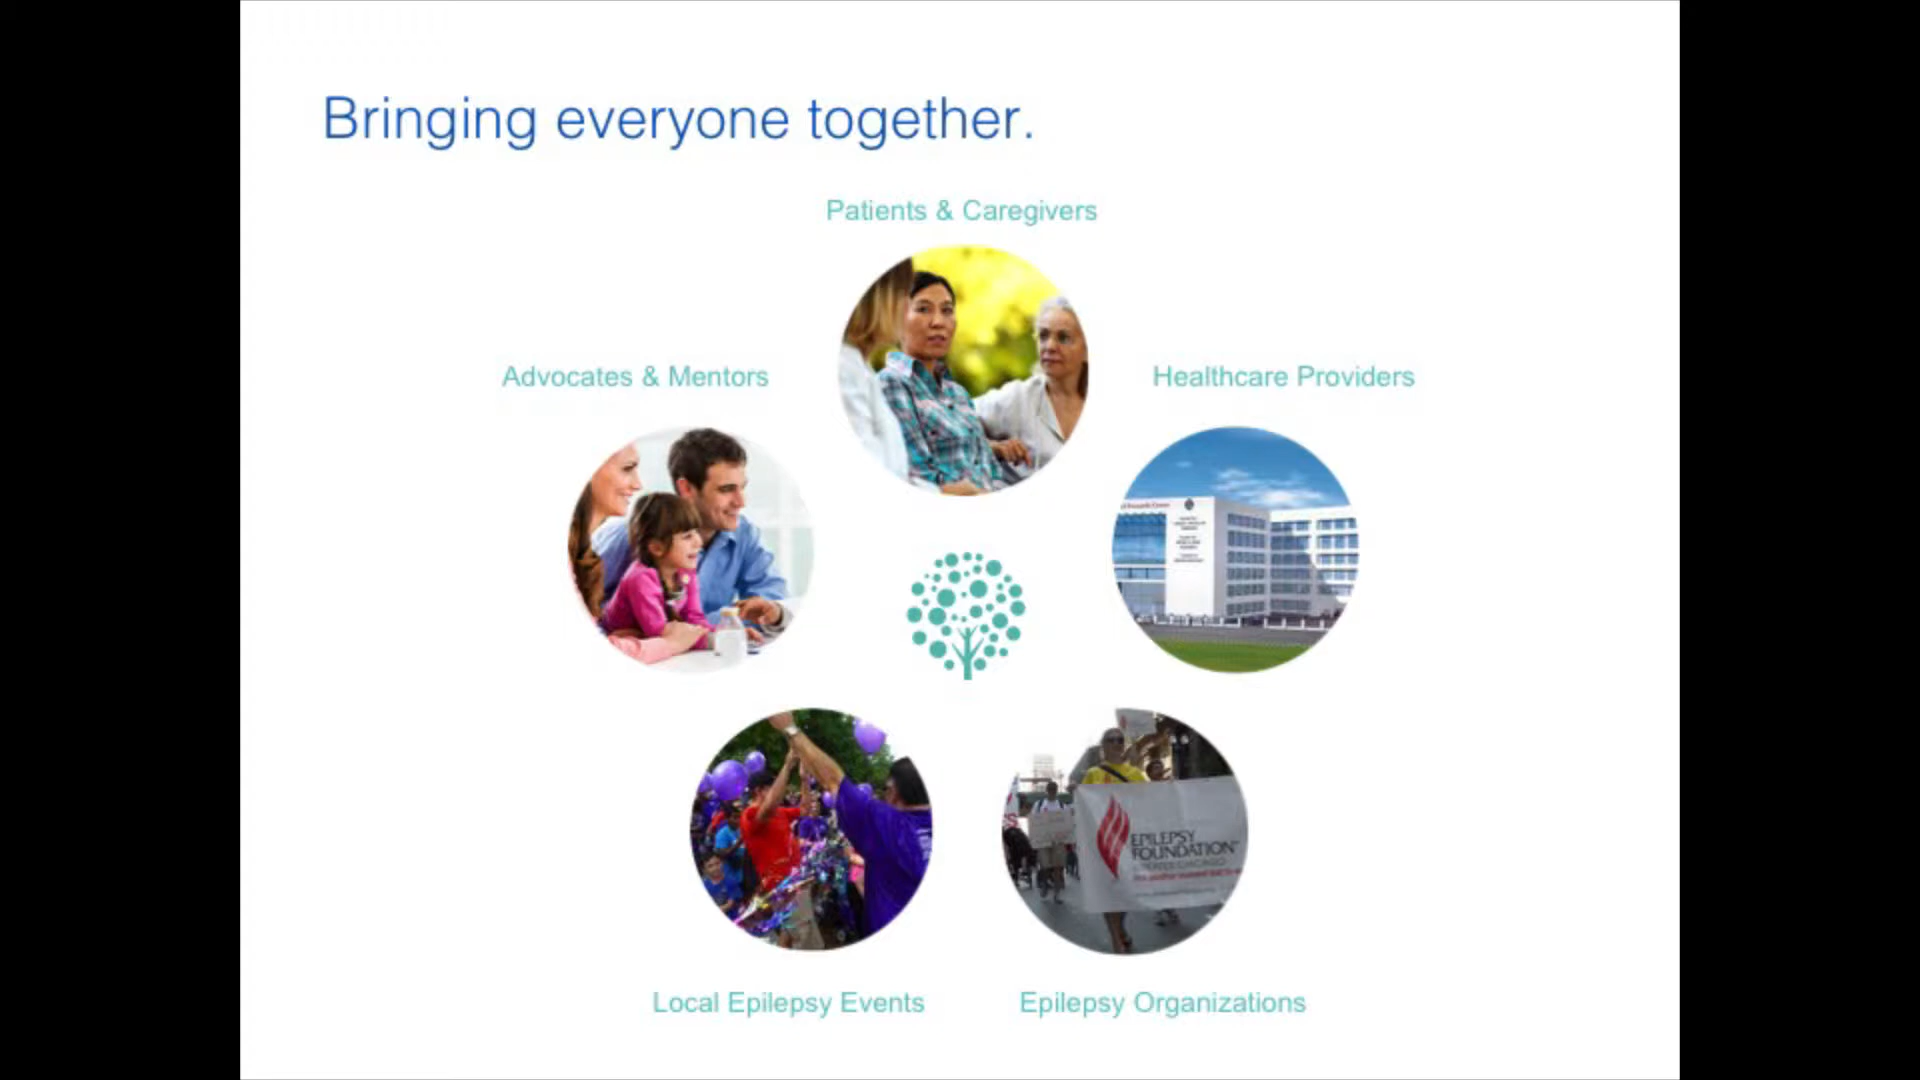 Bringing everyone together.
Patients & Caregivers
Advocates & Mentors
Healthcare Providers
EPILEPSY
FOUNDATION
Local Epilepsy Events
Epilepsy Organizations